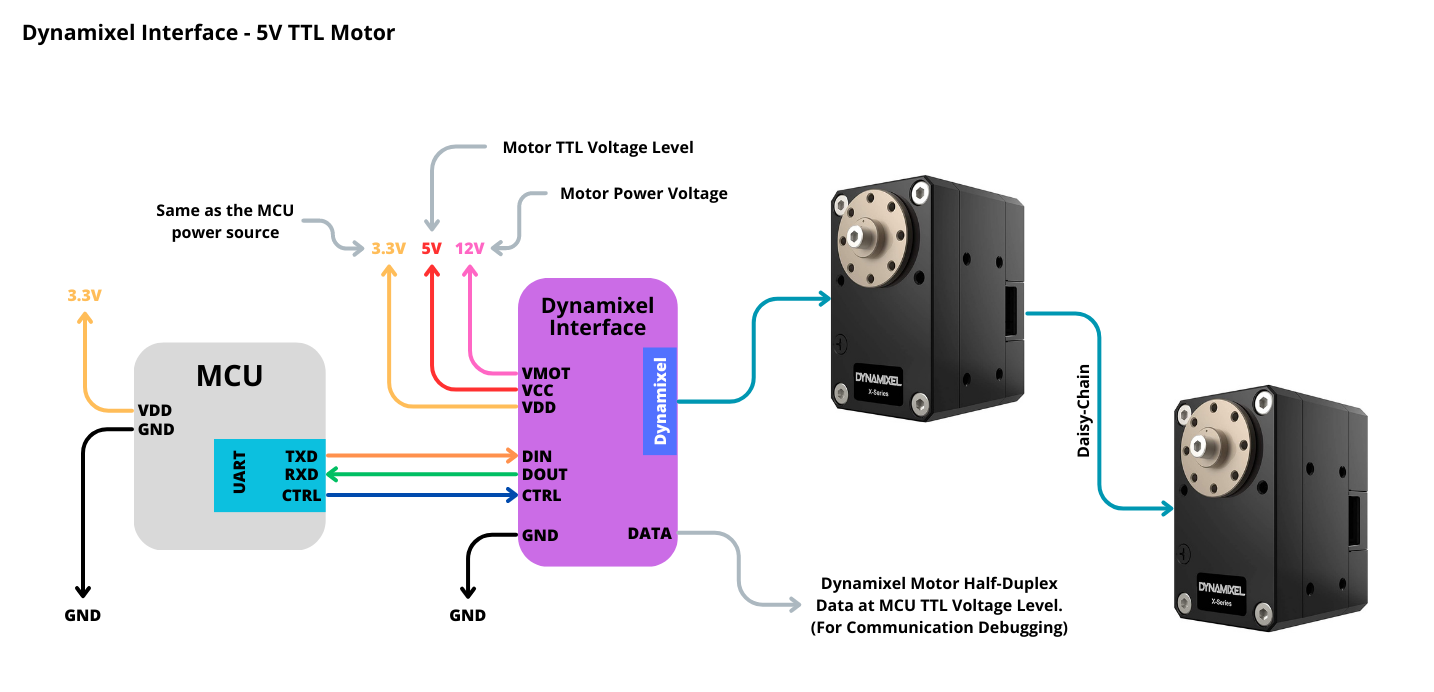 Dynamixel Interface - 5V TTL Motor
Motor TTL Voltage Level
Motor Power Voltage
Same as the MCU
power source
3.3V
5V
12V
3.3V
MCU
VDD
GND
UART
TXD
RXD
CTRL
GND
Dynamixel
Interface
VMOT
VCC
VDD
Dynamixel
DIN
DOUT
CTRL
GND
DATA
GND
DYNAMIXEL
X-Series
Daisy-Chain
DYNAMIXEL
X-Series
Dynamixel Motor Half-Duplex
Data at MCU TTL Voltage Level.
(For Communication Debugging)